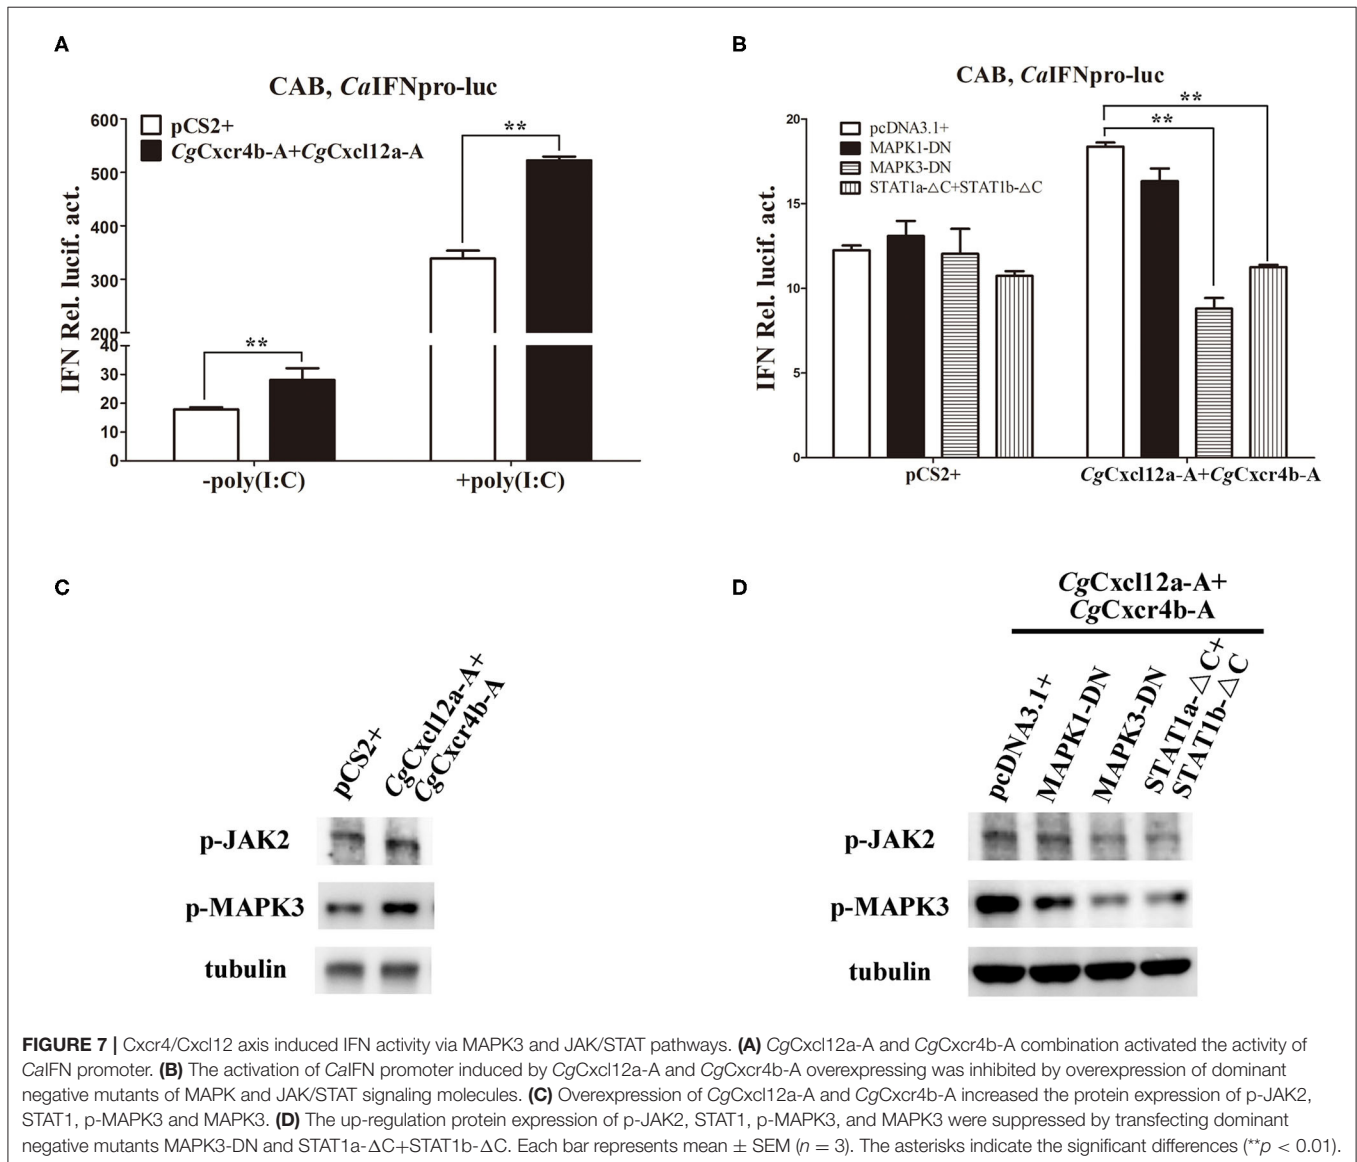 A
CAB, CaIFNpro-luc
pCS2+
CgCxcr4b-A+CgCxcl12a-A
IFN Rel. lucif. act.
600
500
400
300
200
40
30
20
10
0
**
**
-poly(I:C)
+poly(I:C)
B
CAB, CaIFNpro-luc
pcDNA3.1+
MAPK1-DN
MAPK3-DN
STAT1a-△C+STAT1b-△C
IFN Rel. lucif. act.
20
15
10
5
0
**
**
pCS2+
CgCxcl12a-A+CgCxcr4b-A
C
pCS2+
CgCxcl12a-A+
CgCxcr4b-A
p-JAK2
p-MAPK3
tubulin
D
CgCxcl12a-A+
CgCxcr4b-A
pcDNA3.1+
MAPK1-DN
MAPK3-DN
STAT1a-△C+
STAT1b-△C
p-JAK2
p-MAPK3
tubulin
FIGURE 7 | Cxcr4/Cxcl12 axis induced IFN activity via MAPK3 and JAK/STAT pathways. (A) CgCxcl12a-A and CgCxcr4b-A combination activated the activity of
CaIFN promoter. (B) The activation of CaIFN promoter induced by CgCxcl12a-A and CgCxcr4b-A overexpressing was inhibited by overexpression of dominant
negative mutants of MAPK and JAK/STAT signaling molecules. (C) Overexpression of CgCxcl12a-A and CgCxcr4b-A increased the protein expression of p-JAK2,
STAT1, p-MAPK3 and MAPK3. (D) The up-regulation protein expression of p-JAK2, STAT1, p-MAPK3, and MAPK3 were suppressed by transfecting dominant
negative mutants MAPK3-DN and STAT1a-ΔC+STAT1b-ΔC. Each bar represents mean ± SEM (n = 3). The asterisks indicate the significant differences (**p < 0.01).